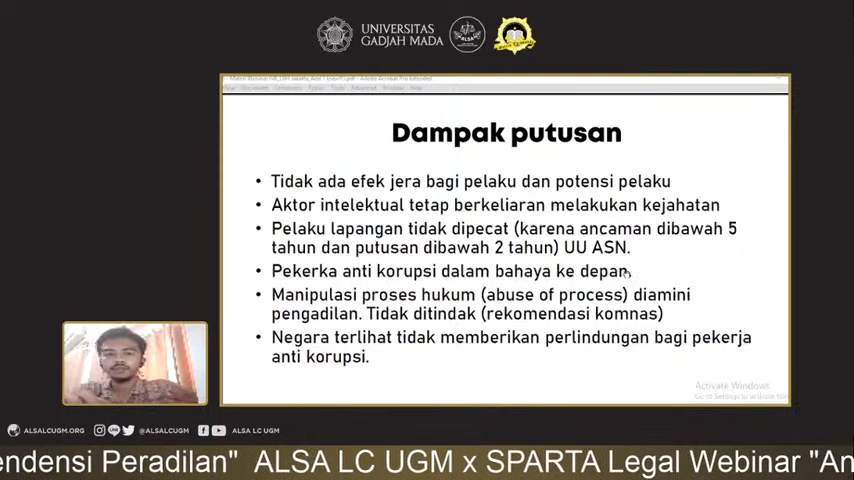 UNIVERSITAS
GADJAH MADA
ALSA
Dampak putusan
• Tidak ada efek jera bagi pelaku dan potensi pelaku
• Aktor intelektual tetap berkeliaran melakukan kejahatan
• Pelaku lapangan tidak dipecat (karena ancaman dibawah 5
tahun dan putusan dibawah 2 tahun) UU ASN.
• Pekerka anti korupsi dalam bahaya ke depan.
• Manipulasi proses hukum (abuse of process) diamini
pengadilan. Tidak ditindak (rekomendasi komnas)
• Negara terlihat tidak memberikan perlindungan bagi pekerja
anti korupsi.
Activate Windows
Go to Settings to activate
ALSALCUGM.ORG @ALSALCUGM ALSA LC UGM
endensi Peradilan" ALSA LC UGM x SPARTA Legal Webinar "An